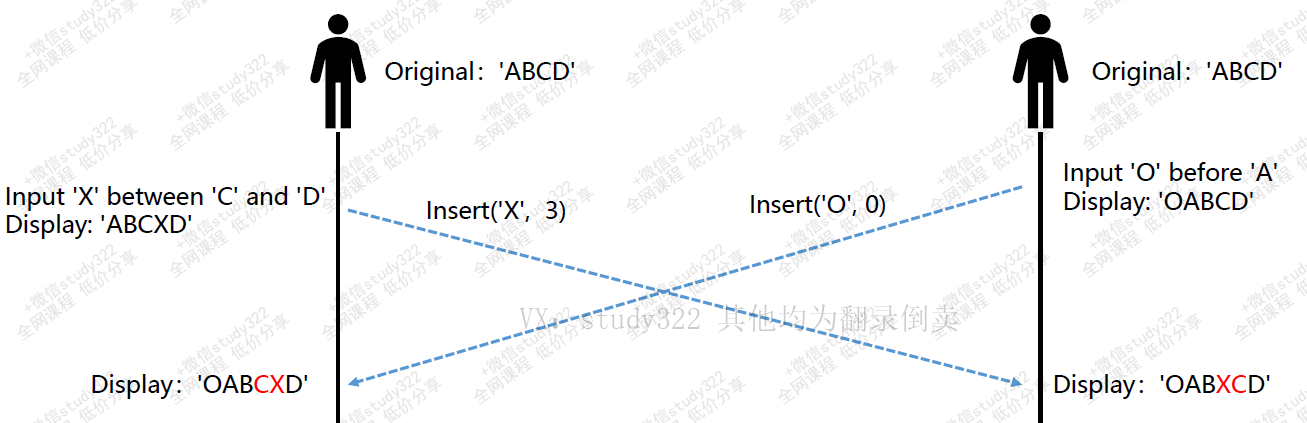 Original：'ABCD'
Original：'ABCD'
Input 'X' between 'C' and 'D'
Display: 'ABCXD'
Insert('X', 3)
Insert('O', 0)
Input 'O' before 'A'
Display: 'OABCD'
VX: study322 其他均为翻录倒卖
Display：'OABCXD'
Display：'OABXCD'
+微信study322
全网课程 低价分享